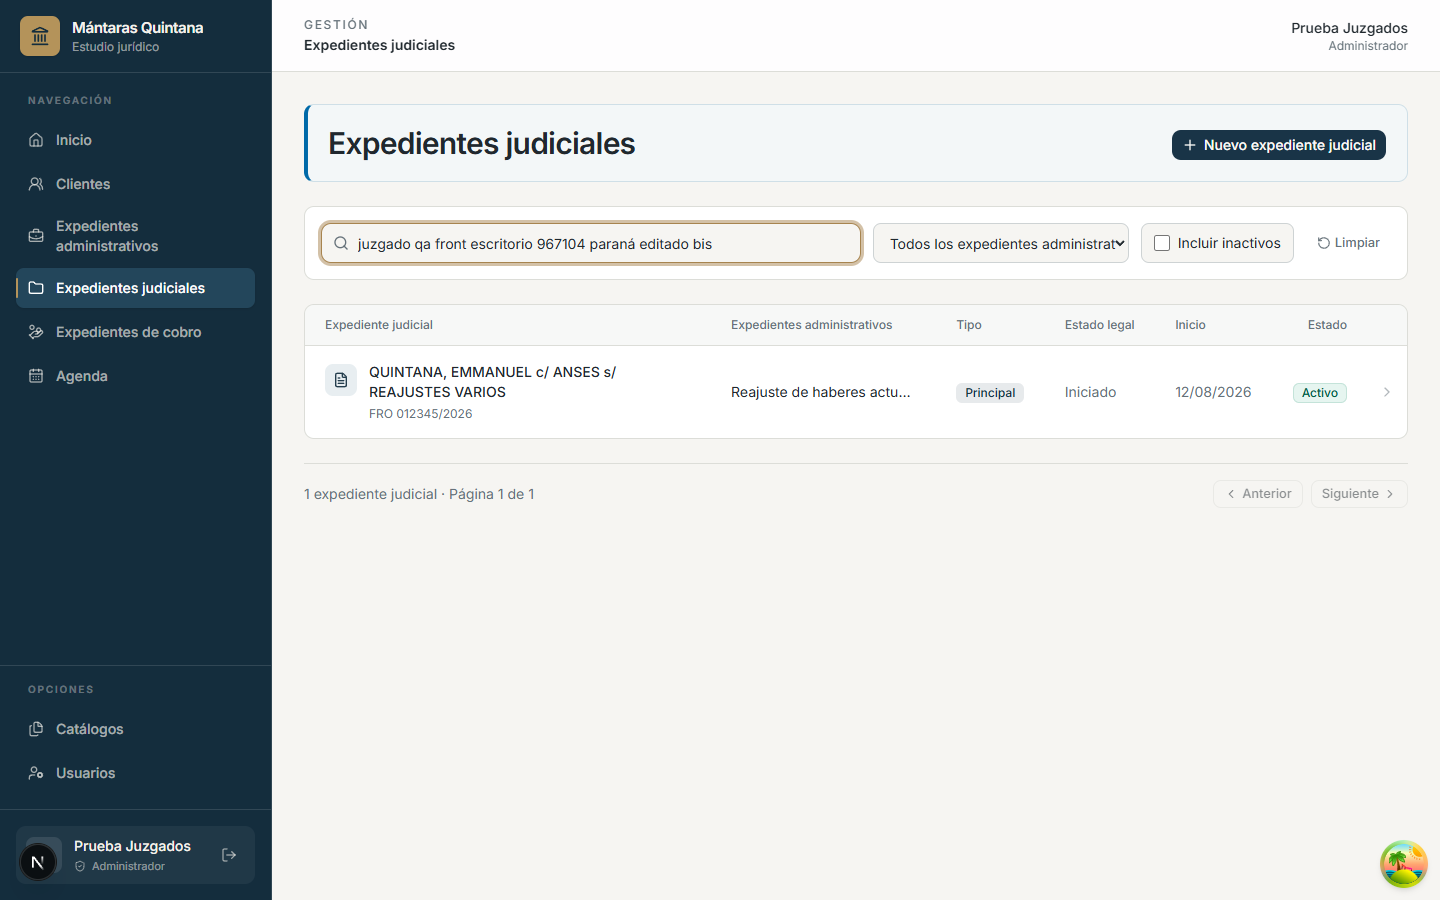 Mántaras Quintana
Estudio jurídico
NAVEGACIÓN
Inicio
Clientes
Expedientes
administrativos
Expedientes judiciales
Expedientes de cobro
Agenda
OPCIONES
Catálogos
Usuarios
Prueba Juzgados
Administrador
N
GESTIÓN
Expedientes judiciales
Prueba Juzgados
Administrador
Expedientes judiciales
Nuevo expediente judicial
juzgado qa front escritorio 967104 paraná editado bis
Todos los expedientes administrat
Incluir inactivos
Limpiar
Expediente judicial Expedientes administrativos Tipo Estado legal Inicio Estado
QUINTANA, EMMANUEL c/ ANSES s/
REAJUSTES VARIOS
FRO 012345/2026
Reajuste de haberes actu...
Principal
Iniciado
12/08/2026
Activo
1 expediente judicial · Página 1 de 1
Anterior
Siguiente